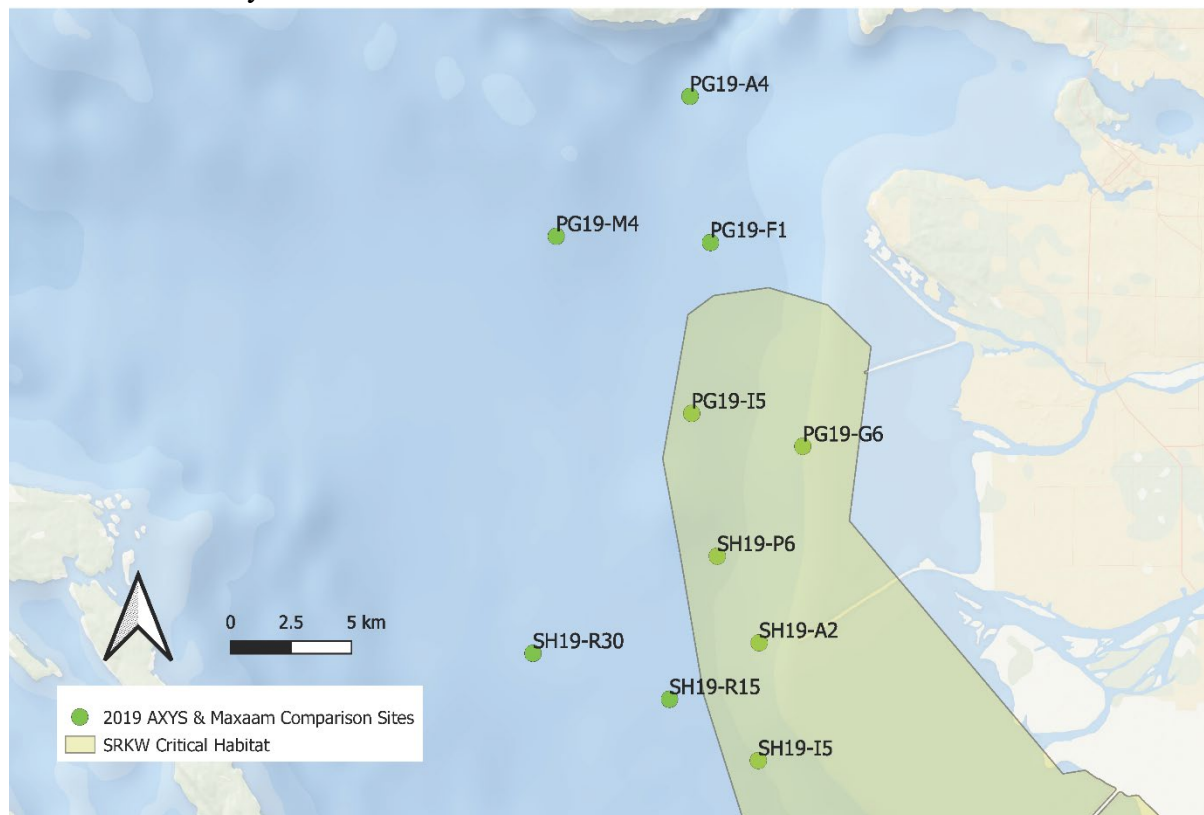 PG19-A4
PG19-M4
PG19-F1
PG19-I5
PG19-G6
SH19-P6
SH19-A2
SH19-R30
SH19-R15
SH19-I5
0 2.5 5 km
2019 AXYS & Maxaam Comparison Sites
SRKW Critical Habitat